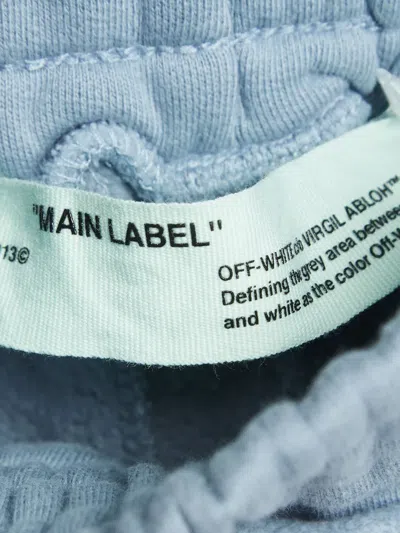 "MAIN LABEL"
13©
OFF-WHITE c/o VIRGIL ABLOH™
Defining the grey area between
and white as the color Off-W